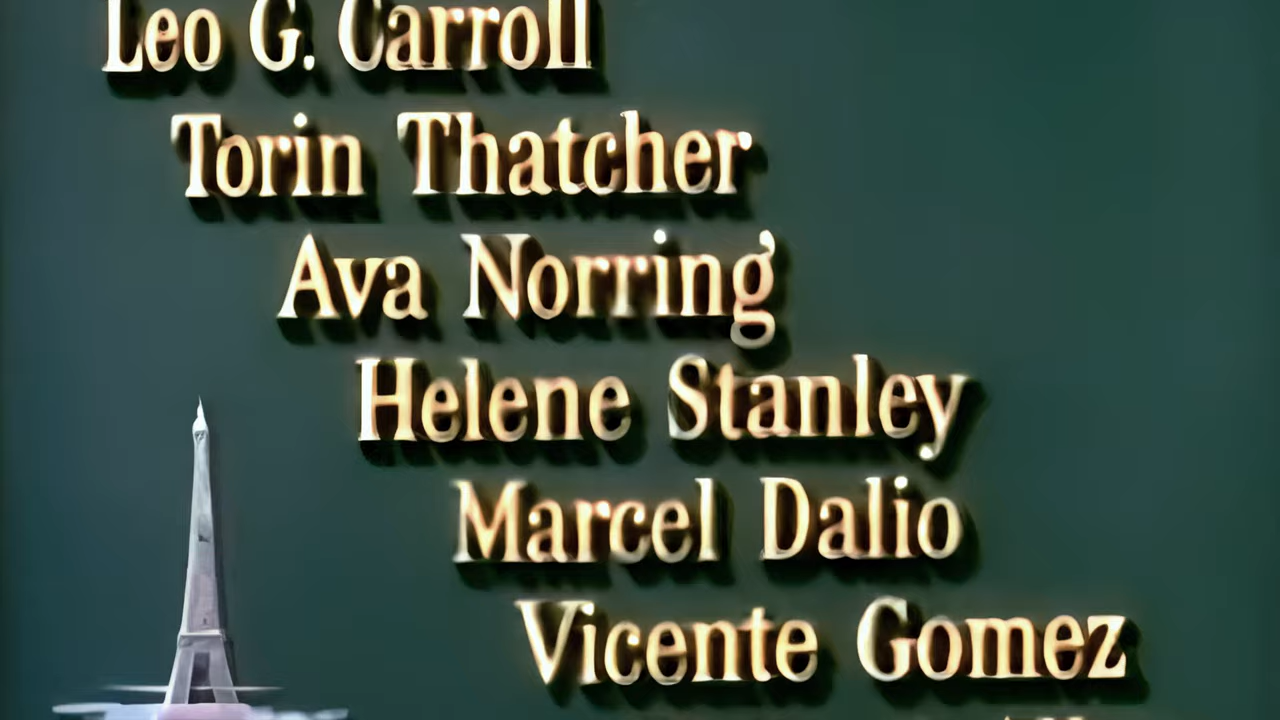 Leo G. Carroll
Torin Thatcher
Ava Norring
Helene Stanley
Marcel Dalio
Vicente Gomez